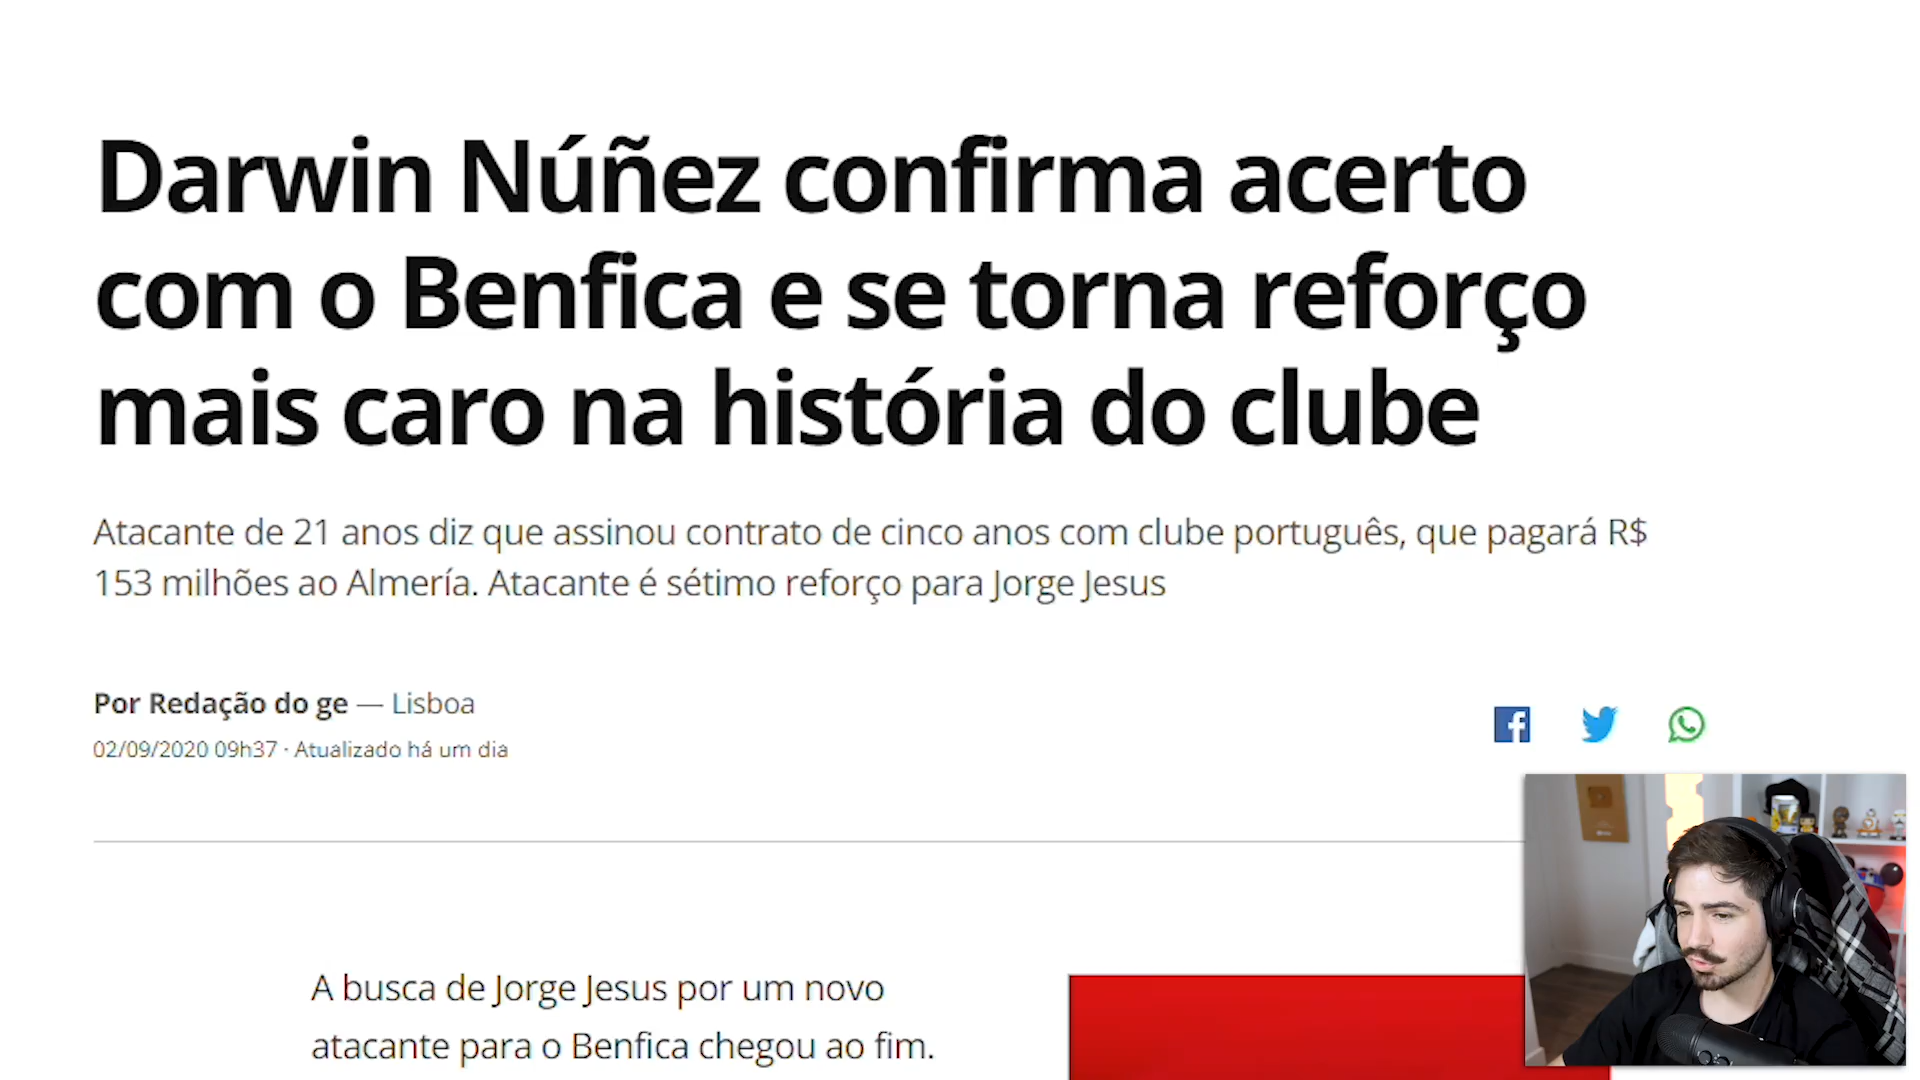 Darwin Núñez confirma acerto
com o Benfica e se torna reforço
mais caro na história do clube
Atacante de 21 anos diz que assinou contrato de cinco anos com clube português, que pagará R$
153 milhões ao Almería. Atacante é sétimo reforço para Jorge Jesus
Por Redação do ge — Lisboa
02/09/2020 09h37 · Atualizado há um dia
A busca de Jorge Jesus por um novo
atacante para o Benfica chegou ao fim.